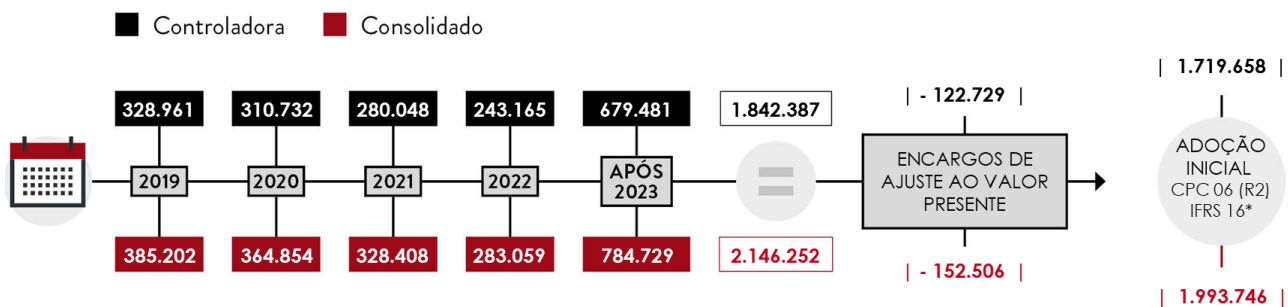 Controladora Consolidado
| 1.719.658 |
328.961 310.732 280.048 243.165 679.481 1.842.387 | - 122.729 |
2019 2020 2021 2022 APÓS
2023
ENCARGOS DE
AJUSTE AO VALOR
PRESENTE
ADOÇÃO
INICIAL
CPC 06 (R2)
IFRS 16*
385.202 364.854 328.408 283.059 784.729 2.146.252 | - 152.506 |
| 1.993.746 |